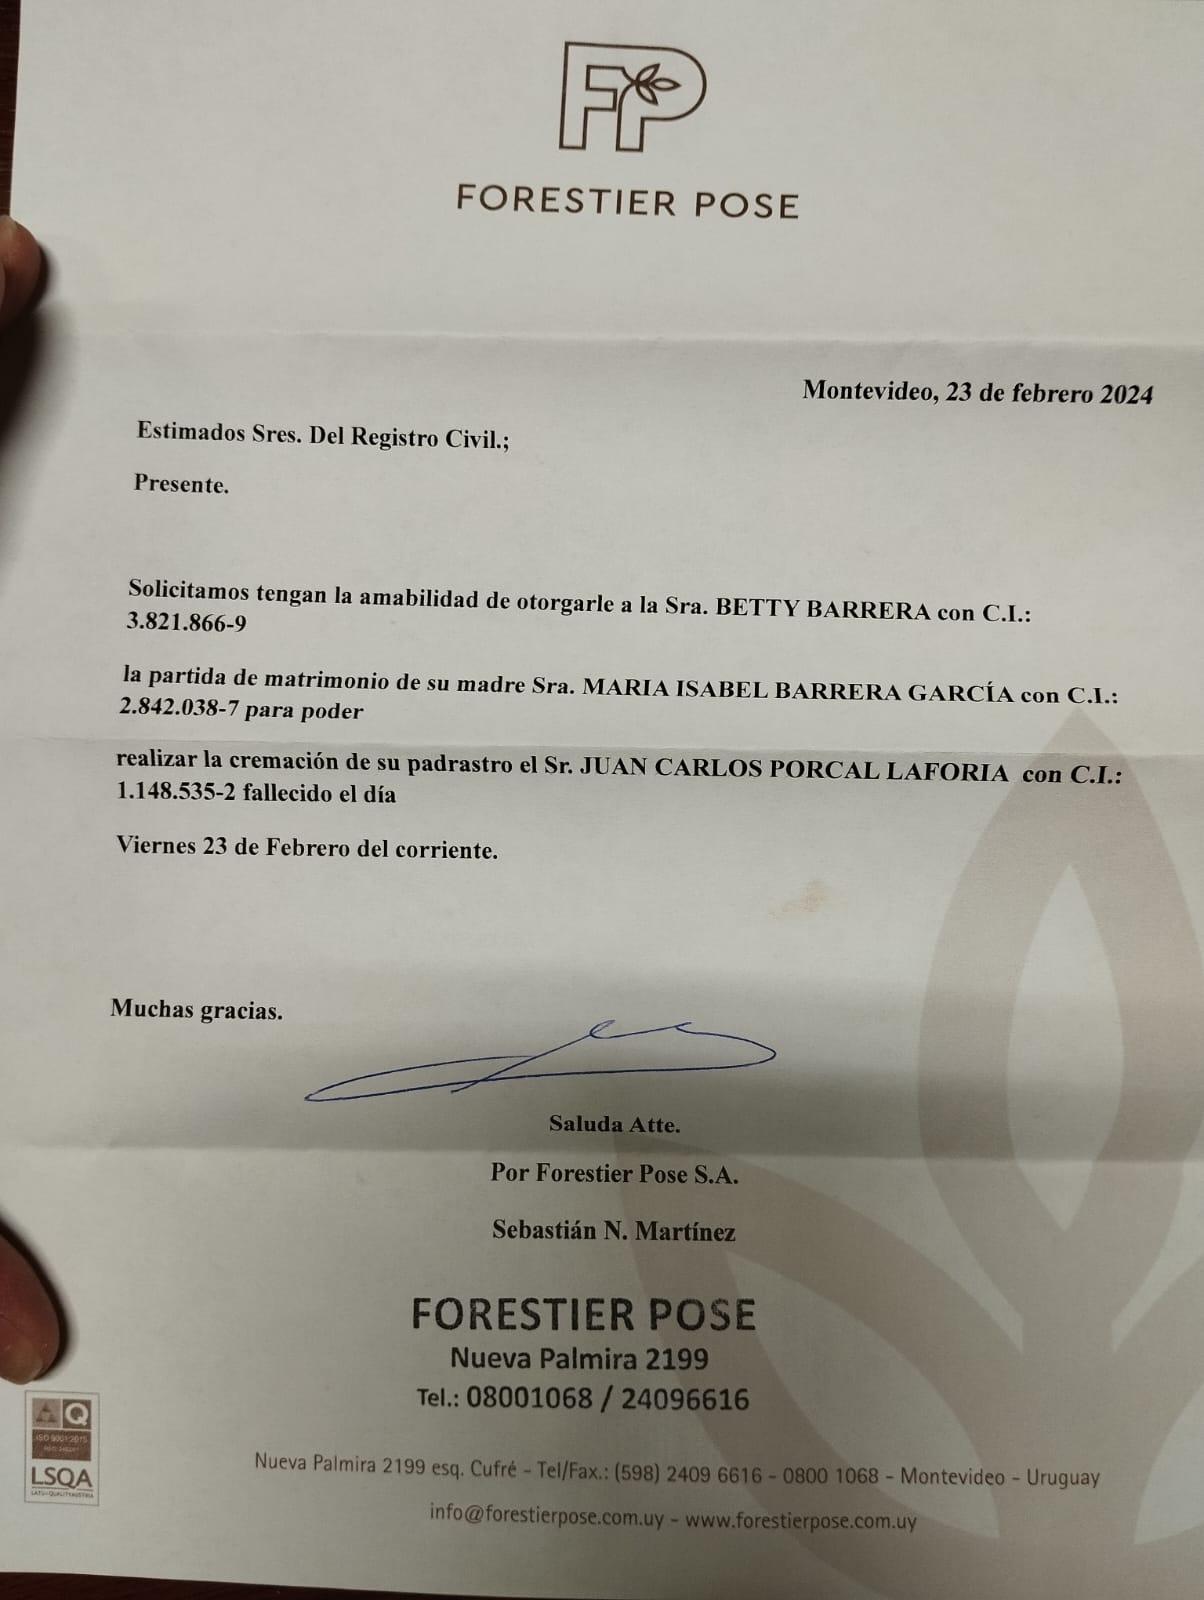 FP
FORESTIER POSE
Montevideo, 23 de febrero 2024
Estimados Sres. Del Registro Civil.;
Presente.
Solicitamos tengan la amabilidad de otorgarle a la Sra. BETTY BARRERA con C.I.:
3.821.866-9
la partida de matrimonio de su madre Sra. MARIA ISABEL BARRERA GARCÍA con C.I.:
2.842.038-7 para poder
realizar la cremación de su padrastro el Sr. JUAN CARLOS PORCAL LAFORIA con C.I.:
1.148.535-2 fallecido el día
Viernes 23 de Febrero del corriente.
Muchas gracias.
Saluda Atte.
Por Forestier Pose S.A.
Sebastián N. Martínez
FORESTIER POSE
Nueva Palmira 2199
Tel.: 08001068 / 24096616
Q
ISO 9001:2015
LSQA
Nueva Palmira 2199 esq. Cufré - Tel/Fax.: (598) 2409 6616 - 0800 1068 - Montevideo - Uruguay
info@forestierpose.com.uy - www.forestierpose.com.uy